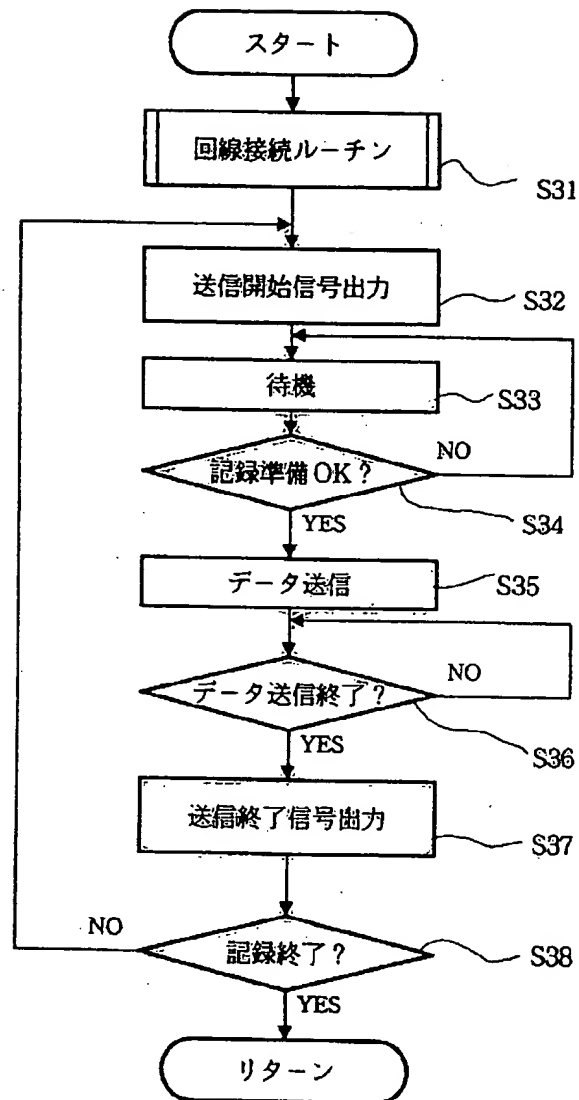 スタート
回線接続ルーチン
S31
送信開始信号出力
S32
待機
S33
記録準備OK?
NO
S34
YES
データ送信
S35
データ送信終了?
NO
S36
YES
送信終了信号出力
S37
NO
記録終了?
S38
YES
リターン